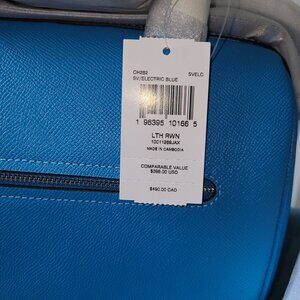 CH282 SVELC
SV/ELECTRIC BLUE
1 96395 10166 5
LTH RWN
MADE IN CAMBODIA
COMPARABLE VALUE
$398.00 USD
$490.00 CAD